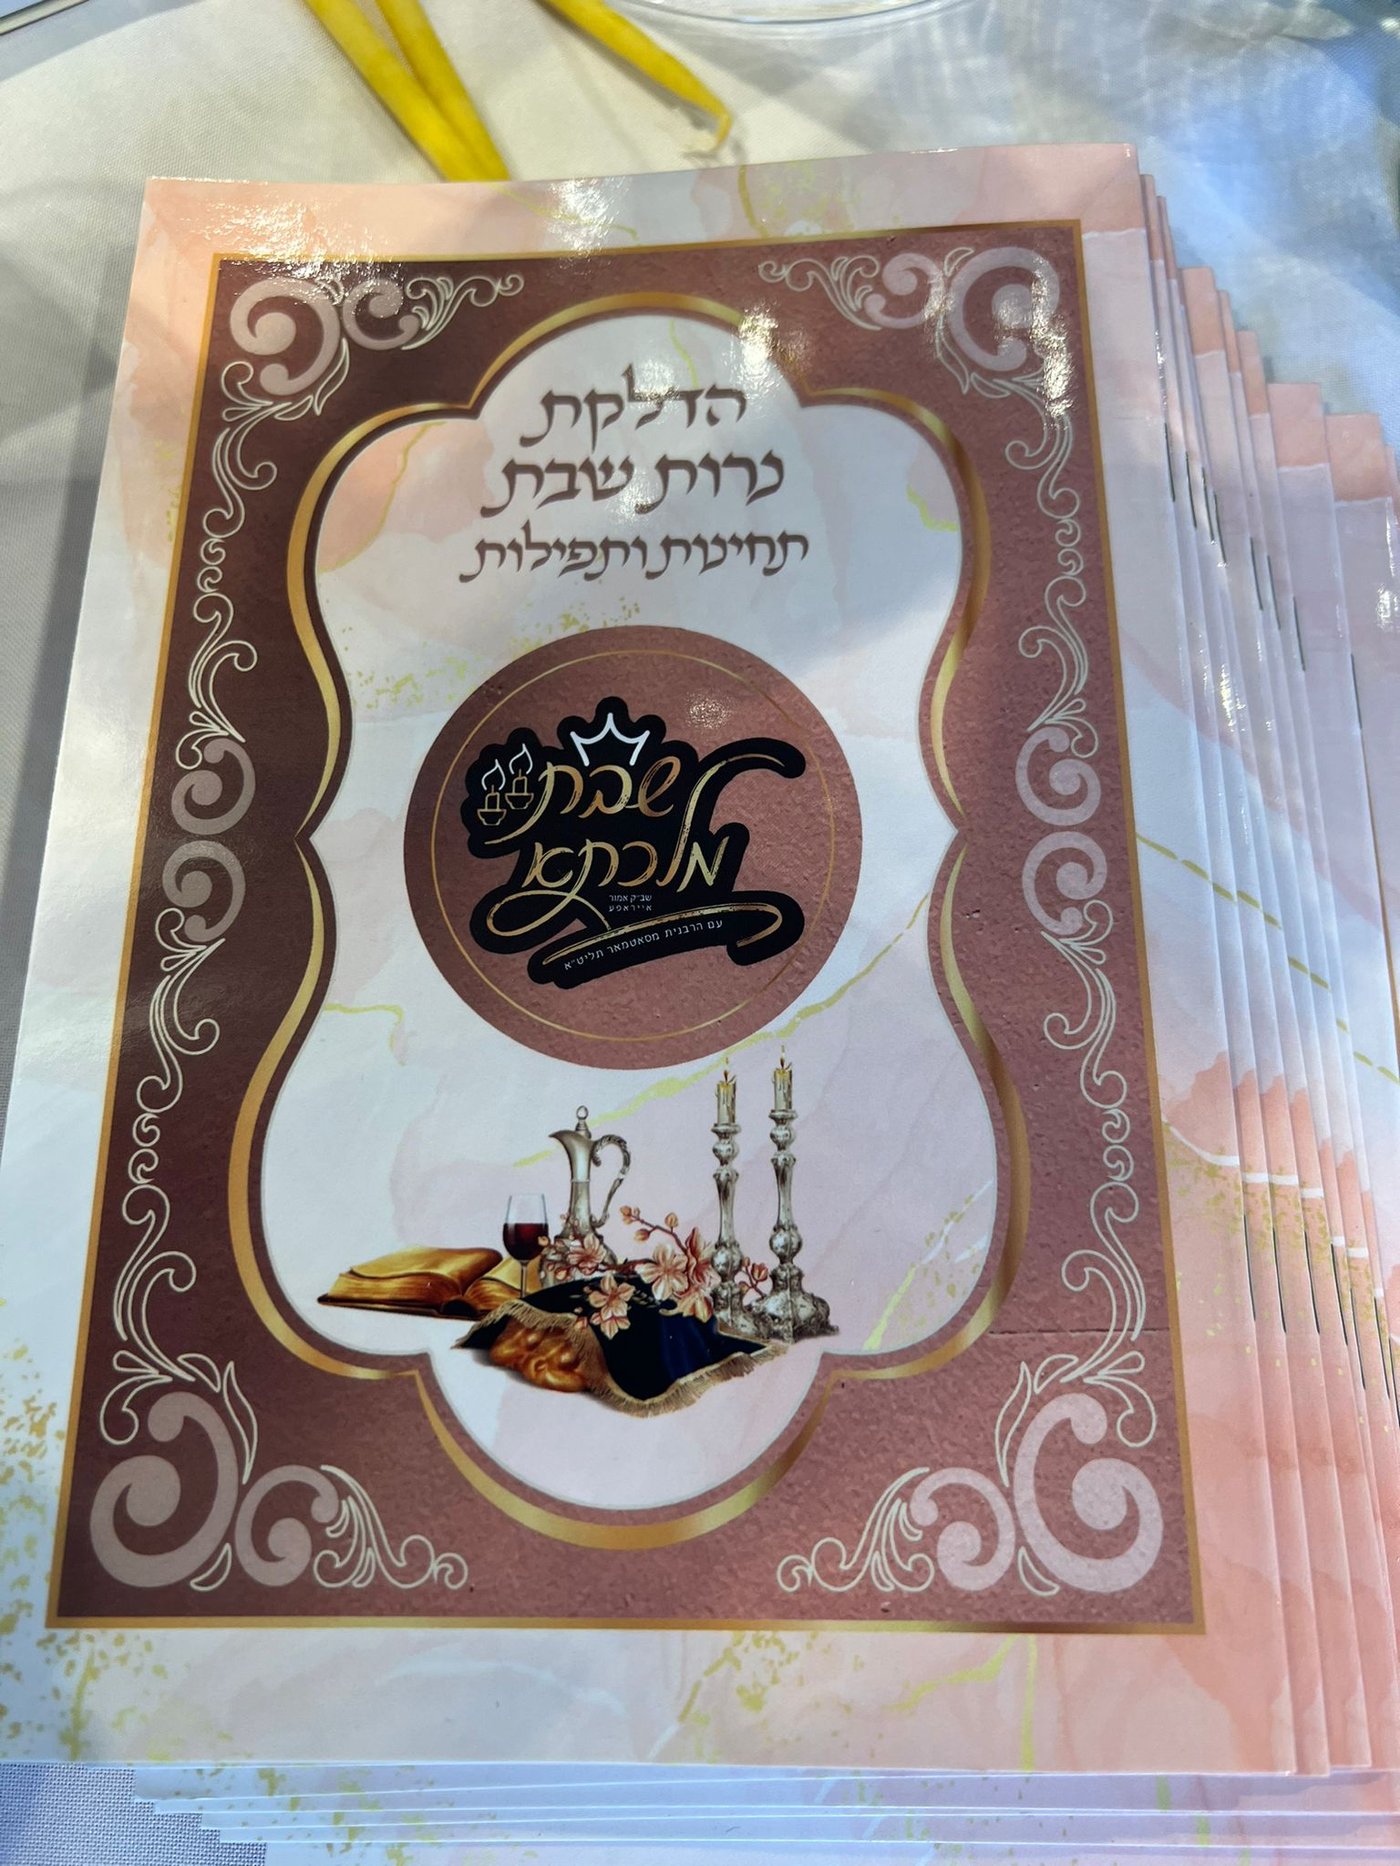 הדלקת
נרות שבת
תחינות ותפילות
שבת
מלכתא
שב״ק אמור
אייראפע
עם הרבנית מסאטמאר תליט״א